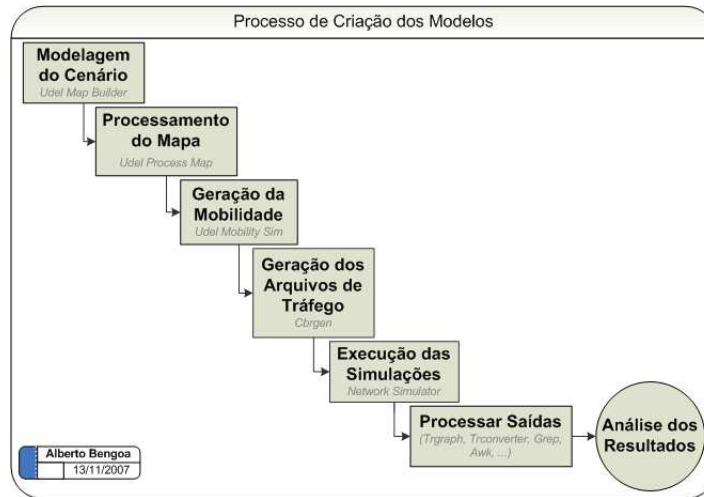 Processo de Criação dos Modelos
Modelagem
do Cenário
Udel Map Builder
Processamento
do Mapa
Udel Process Map
Geração da
Mobilidade
Udel Mobility Sim
Geração dos
Arquivos de
Tráfego
Cbrgen
Execução das
Simulações
Network Simulator
Processar Saídas
(Trgraph, Trconverter, Grep,
Awk, ...)
Análise dos
Resultados
Alberto Bengoa
13/11/2007